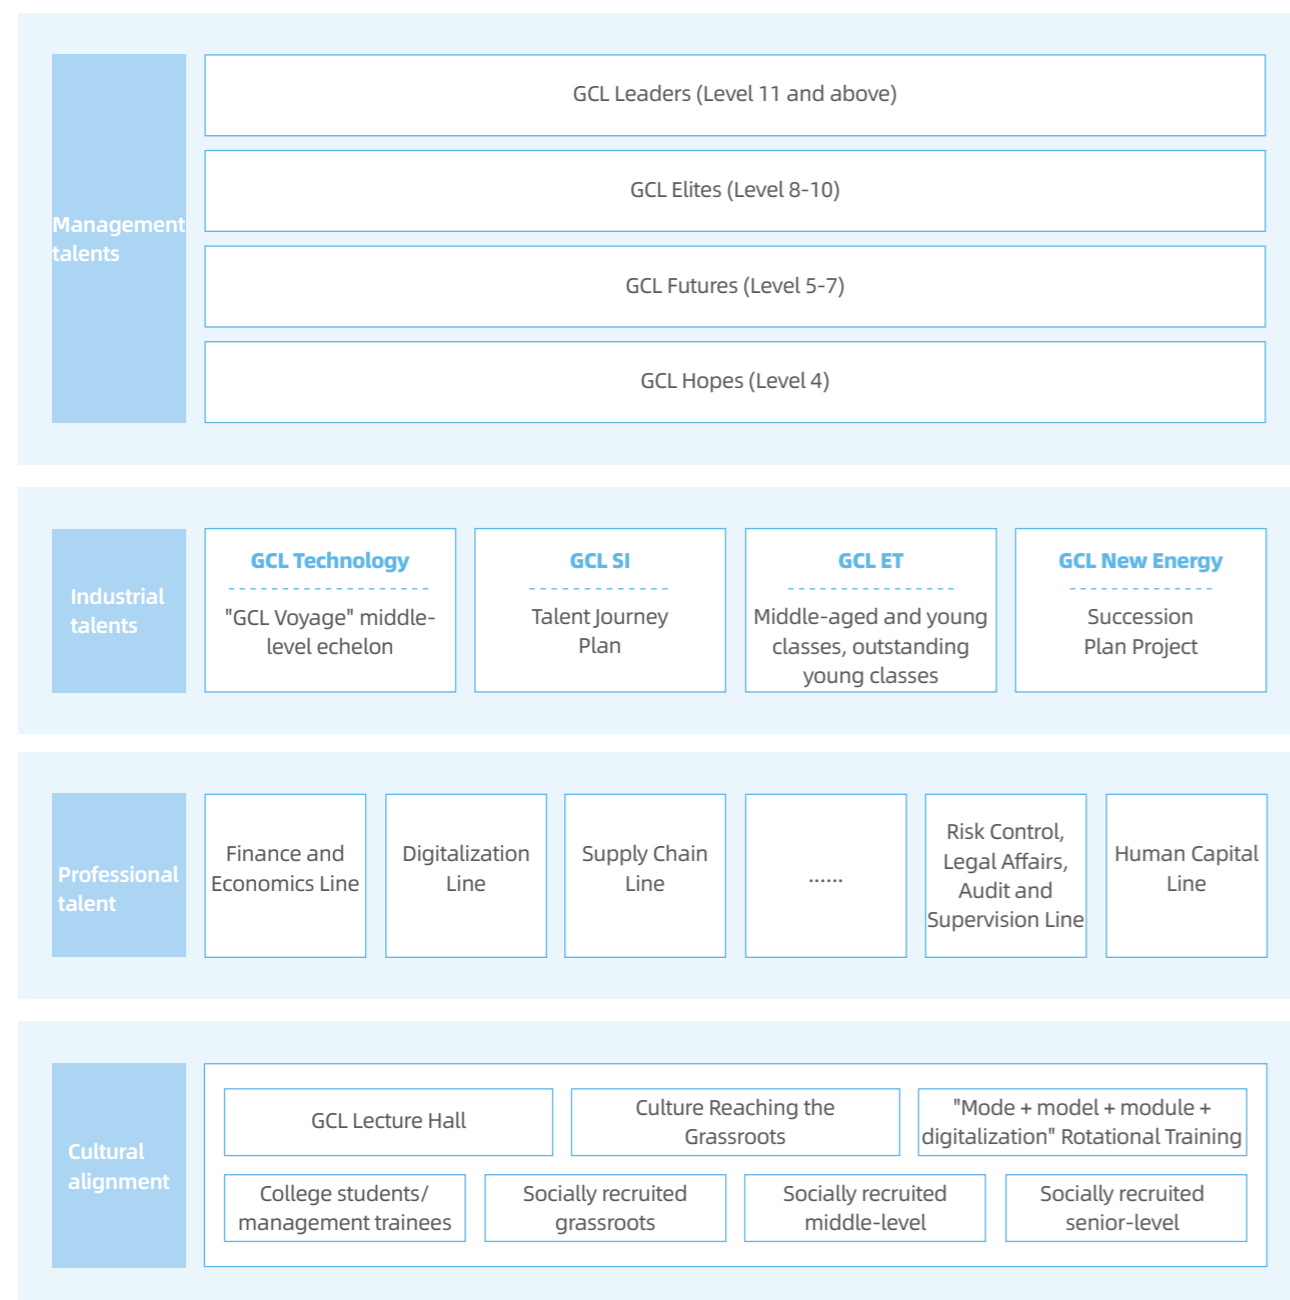 Management
talents
GCL Leaders (Level 11 and above)
GCL Elites (Level 8-10)
GCL Futures (Level 5-7)
GCL Hopes (Level 4)
Industrial
talents
GCL Technology
"GCL Voyage" middle-
level echelon
GCL SI
Talent Journey
Plan
GCL ET
Middle-aged and young
classes, outstanding
young classes
GCL New Energy
Succession
Plan Project
Professional
talent
Finance and
Economics Line
Digitalization
Line
Supply Chain
Line
......
Risk Control,
Legal Affairs,
Audit and
Supervision Line
Human Capital
Line
Cultural
alignment
GCL Lecture Hall
Culture Reaching the
Grassroots
"Mode + model + module +
digitalization" Rotational Training
College students/
management trainees
Socially recruited
grassroots
Socially recruited
middle-level
Socially recruited
senior-level